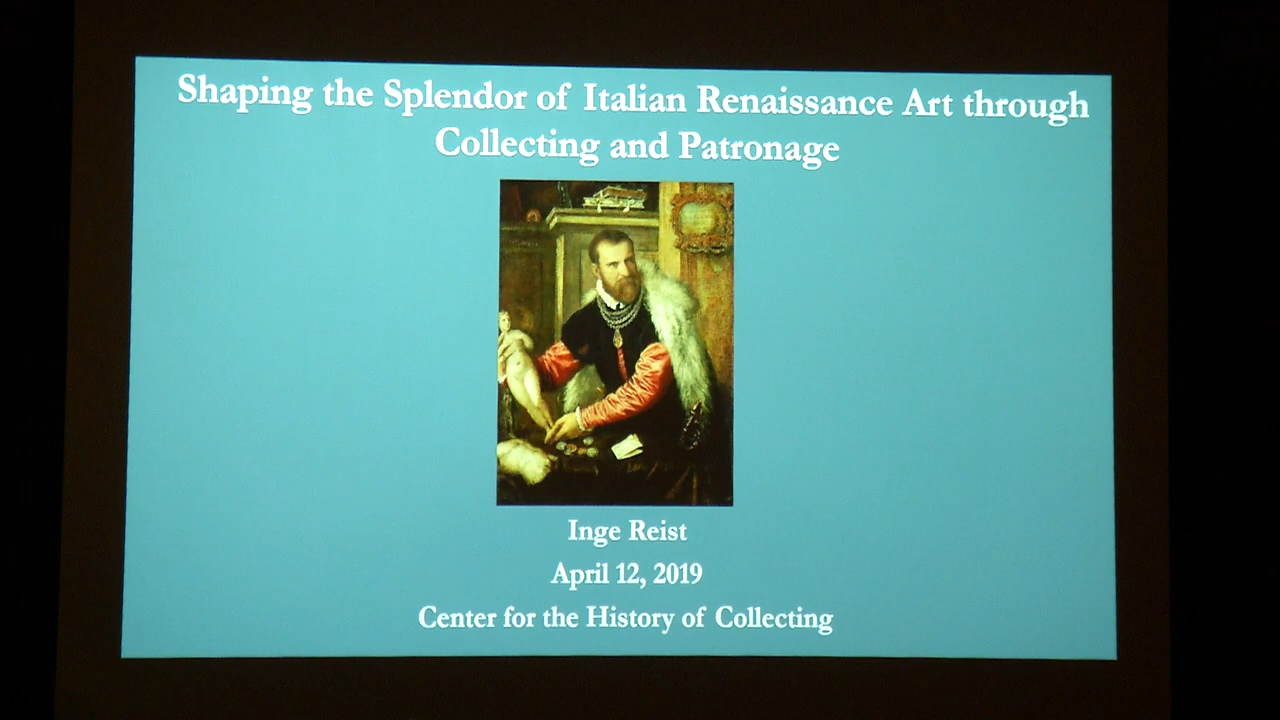 Shaping the Splendor of Italian Renaissance Art through
Collecting and Patronage
Inge Reist
April 12, 2019
Center for the History of Collecting